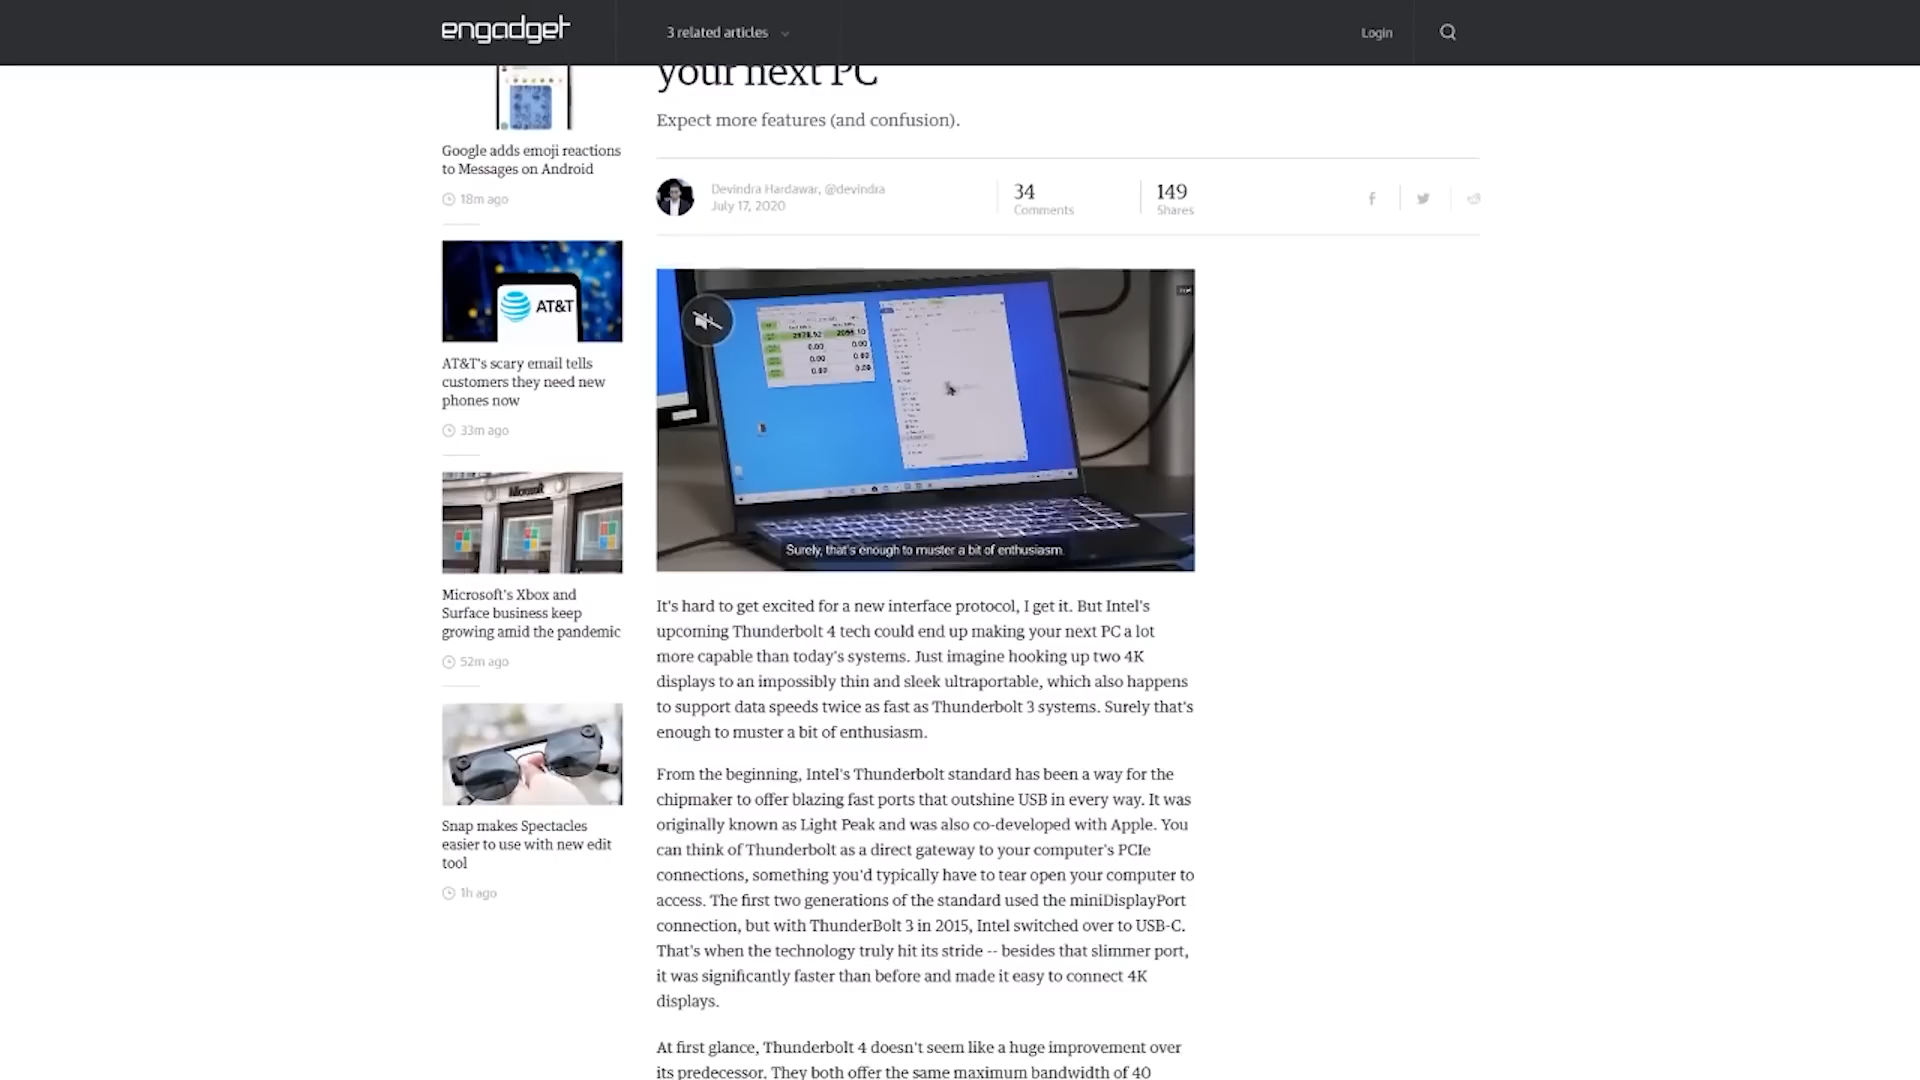 engadget
3 related articles
Login
your next PC
Expect more features (and confusion).
Devindra Hardawar, @devindra
July 17, 2020
34
Comments
149
Shares
Google adds emoji reactions
to Messages on Android
18m ago
AT&T
AT&T's scary email tells
customers they need new
phones now
33m ago
Microsoft
Microsoft's Xbox and
Surface business keep
growing amid the pandemic
52m ago
Snap makes Spectacles
easier to use with new edit
tool
1h ago
0.00 0.00
0.00 0.00
0.00 0.00
Surely, that's enough to muster a bit of enthusiasm.
It's hard to get excited for a new interface protocol, I get it. But Intel's
upcoming Thunderbolt 4 tech could end up making your next PC a lot
more capable than today's systems. Just imagine hooking up two 4K
displays to an impossibly thin and sleek ultraportable, which also happens
to support data speeds twice as fast as Thunderbolt 3 systems. Surely that's
enough to muster a bit of enthusiasm.
From the beginning, Intel's Thunderbolt standard has been a way for the
chipmaker to offer blazing fast ports that outshine USB in every way. It was
originally known as Light Peak and was also co-developed with Apple. You
can think of Thunderbolt as a direct gateway to your computer's PCIe
connections, something you'd typically have to tear open your computer to
access. The first two generations of the standard used the miniDisplayPort
connection, but with ThunderBolt 3 in 2015, Intel switched over to USB-C.
That's when the technology truly hit its stride -- besides that slimmer port,
it was significantly faster than before and made it easy to connect 4K
displays.
At first glance, Thunderbolt 4 doesn't seem like a huge improvement over
its predecessor. They both offer the same maximum bandwidth of 40